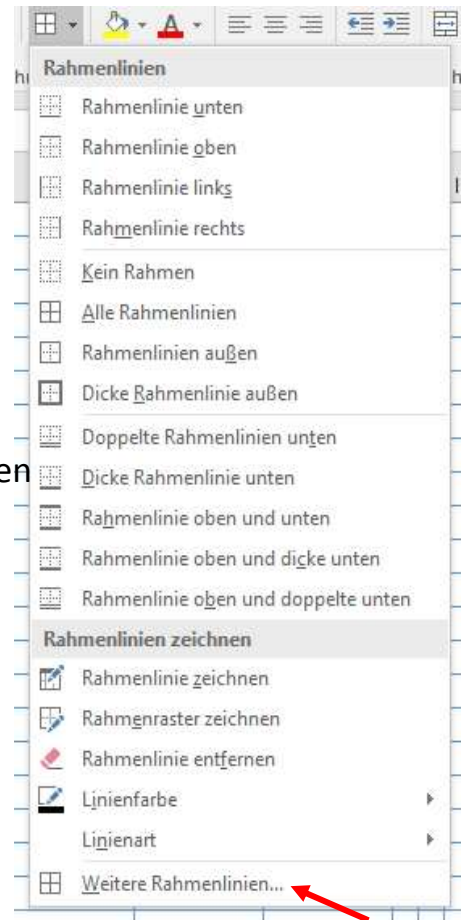 A
Rahmenlinien
Rahmenlinie unten
Rahmenlinie oben
Rahmenlinie links
Rahmenlinie rechts
Kein Rahmen
Alle Rahmenlinien
Rahmenlinien außen
Dicke Rahmenlinie außen
Doppelte Rahmenlinien unten
en
Dicke Rahmenlinie unten
Rahmenlinie oben und unten
Rahmenlinie oben und dicke unten
Rahmenlinie oben und doppelte unten
Rahmenlinien zeichnen
Rahmenlinie zeichnen
Rahmenraster zeichnen
Rahmenlinie entfernen
Linienfarbe
Linienart
Weitere Rahmenlinien...